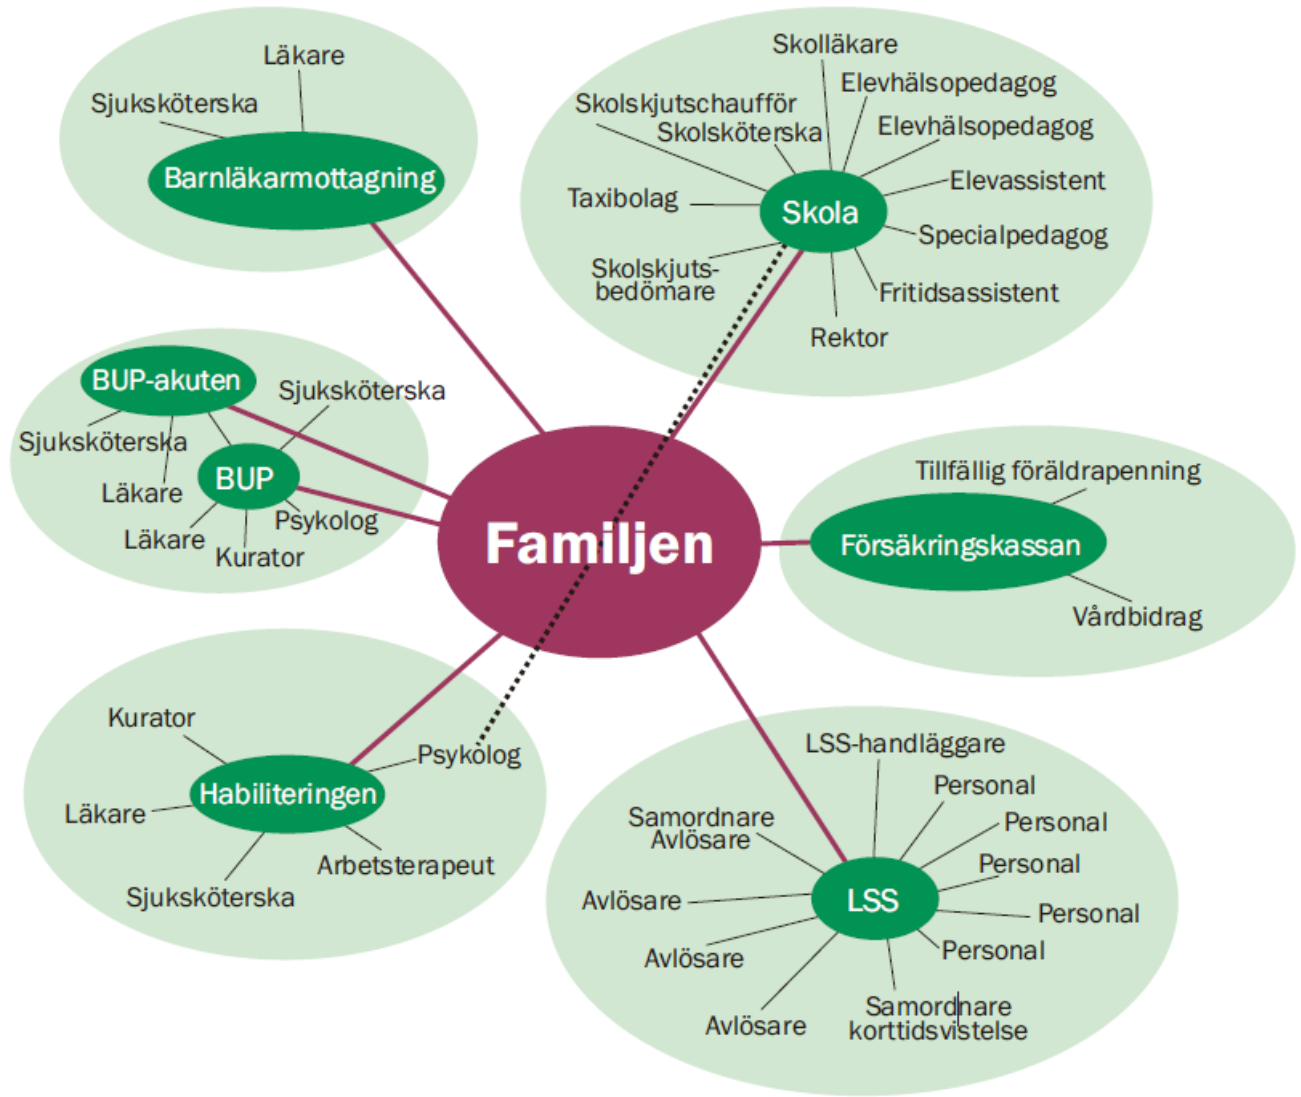 Läkare
Sjuksköterska
Barnläkarmottagning
Skolläkare
Elevhälsopedagog
Skolskjutschaufför
Skolsköterska
Elevhälsopedagog
Elevassistent
Taxibolag
Skola
Specialpedagog
Skolskjuts-
bedömare
Fritidsassistent
Rektor
BUP-akuten
Sjuksköterska
Sjuksköterska
BUP
Läkare
Psykolog
Läkare
Kurator
Familjen
Tillfällig föräldrapenning
Försäkringskassan
Vårdbidrag
Kurator
Psykolog
Habiliteringen
Läkare
Arbetsterapeut
Sjuksköterska
LSS-handläggare
Personal
Samordnare
Avlösare
Personal
Personal
Avlösare
LSS
Personal
Personal
Avlösare
Samordnare
korttidsvistelse
Avlösare